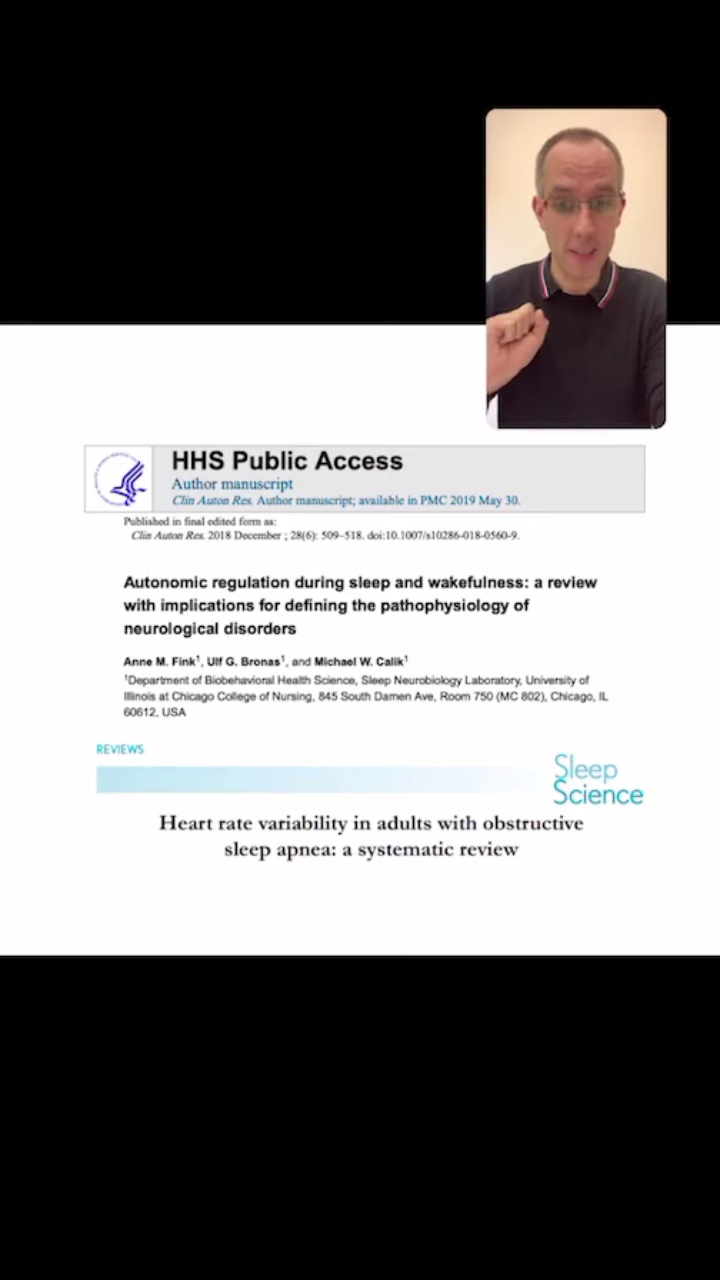 HHS Public Access
Author manuscript
Clin Auton Res. Author manuscript; available in PMC 2019 May 30.
Published in final edited form as:
Clin Auton Res. 2018 December ; 28(6): 509–518. doi:10.1007/s10286-018-0560-9.
Autonomic regulation during sleep and wakefulness: a review
with implications for defining the pathophysiology of
neurological disorders
Anne M. Fink¹, Ulf G. Bronas¹, and Michael W. Calik¹
¹Department of Biobehavioral Health Science, Sleep Neurobiology Laboratory, University of
Illinois at Chicago College of Nursing, 845 South Damen Ave, Room 750 (MC 802), Chicago, IL
60612, USA
REVIEWS
Sleep
Science
Heart rate variability in adults with obstructive
sleep apnea: a systematic review